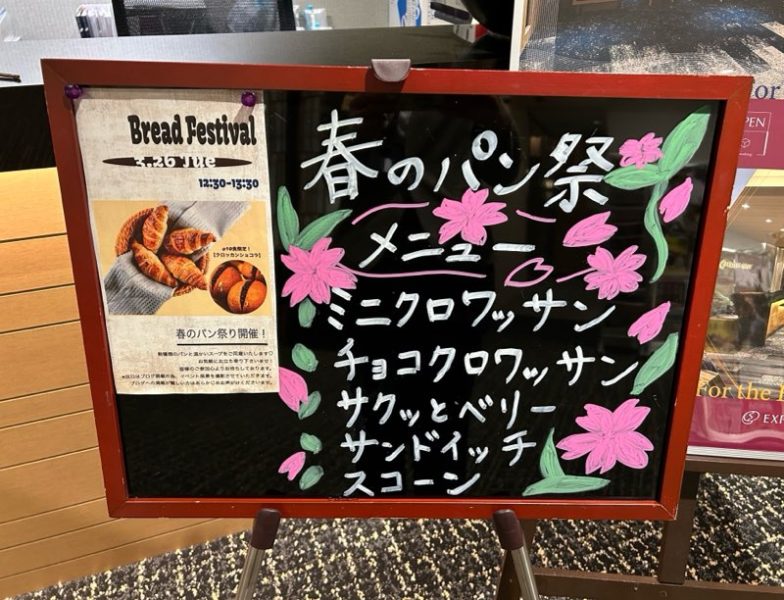 Bread Festival
3.26 Tue
12:30-13:30
春のパン祭り開催！
春のパン祭
メニュー
ミニクロワッサン
チョコクロワッサン
サクッとベリー
サンドイッチ
スコーン
For the